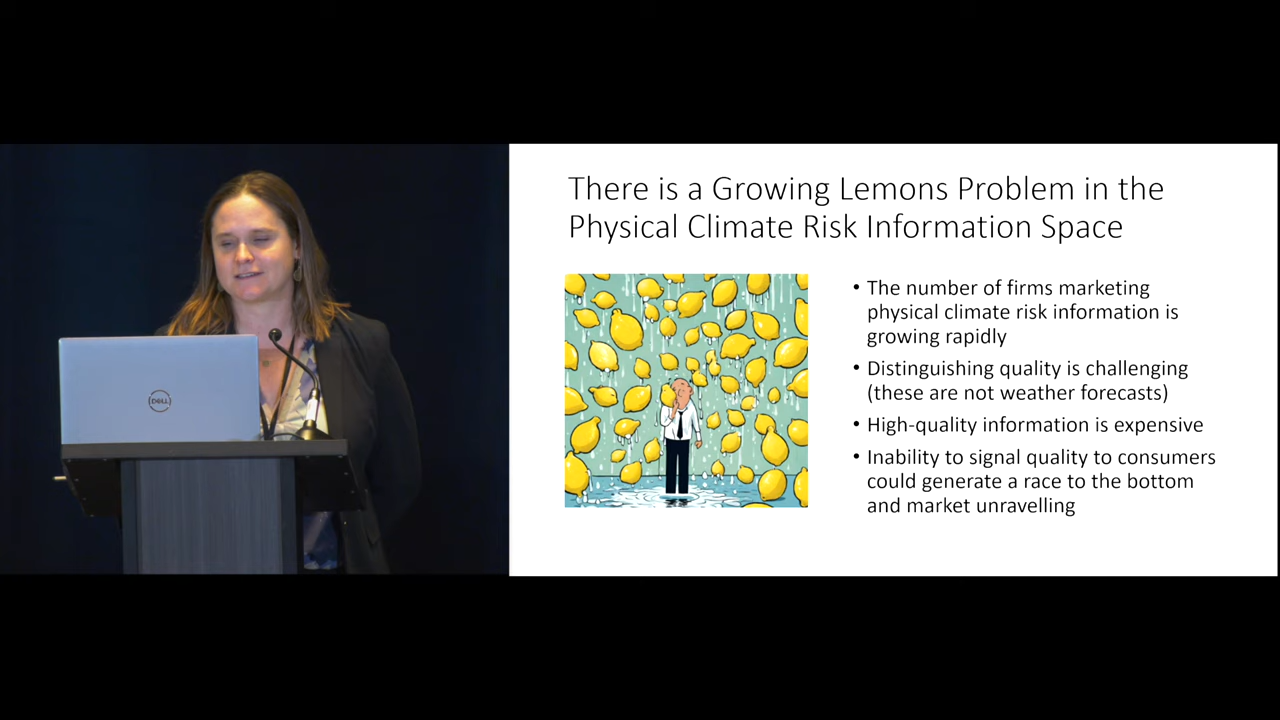 There is a Growing Lemons Problem in the
Physical Climate Risk Information Space
• The number of firms marketing
physical climate risk information is
growing rapidly
• Distinguishing quality is challenging
(these are not weather forecasts)
• High-quality information is expensive
• Inability to signal quality to consumers
could generate a race to the bottom
and market unravelling
DELL